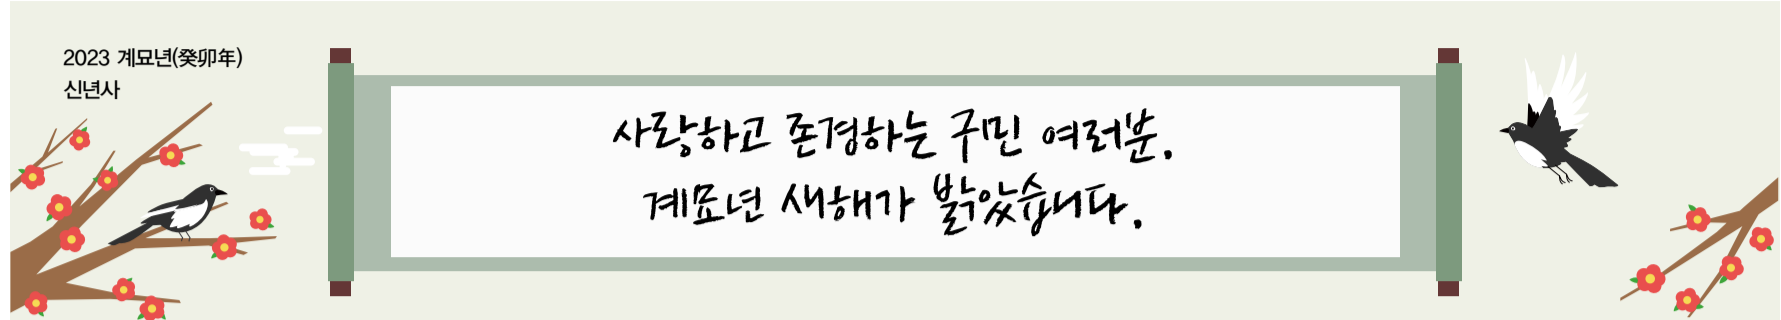 2023 계묘년(癸卯年)
신년사
사랑하고 존경하는 구민 여러분.
계묘년 새해가 밝았습니다.